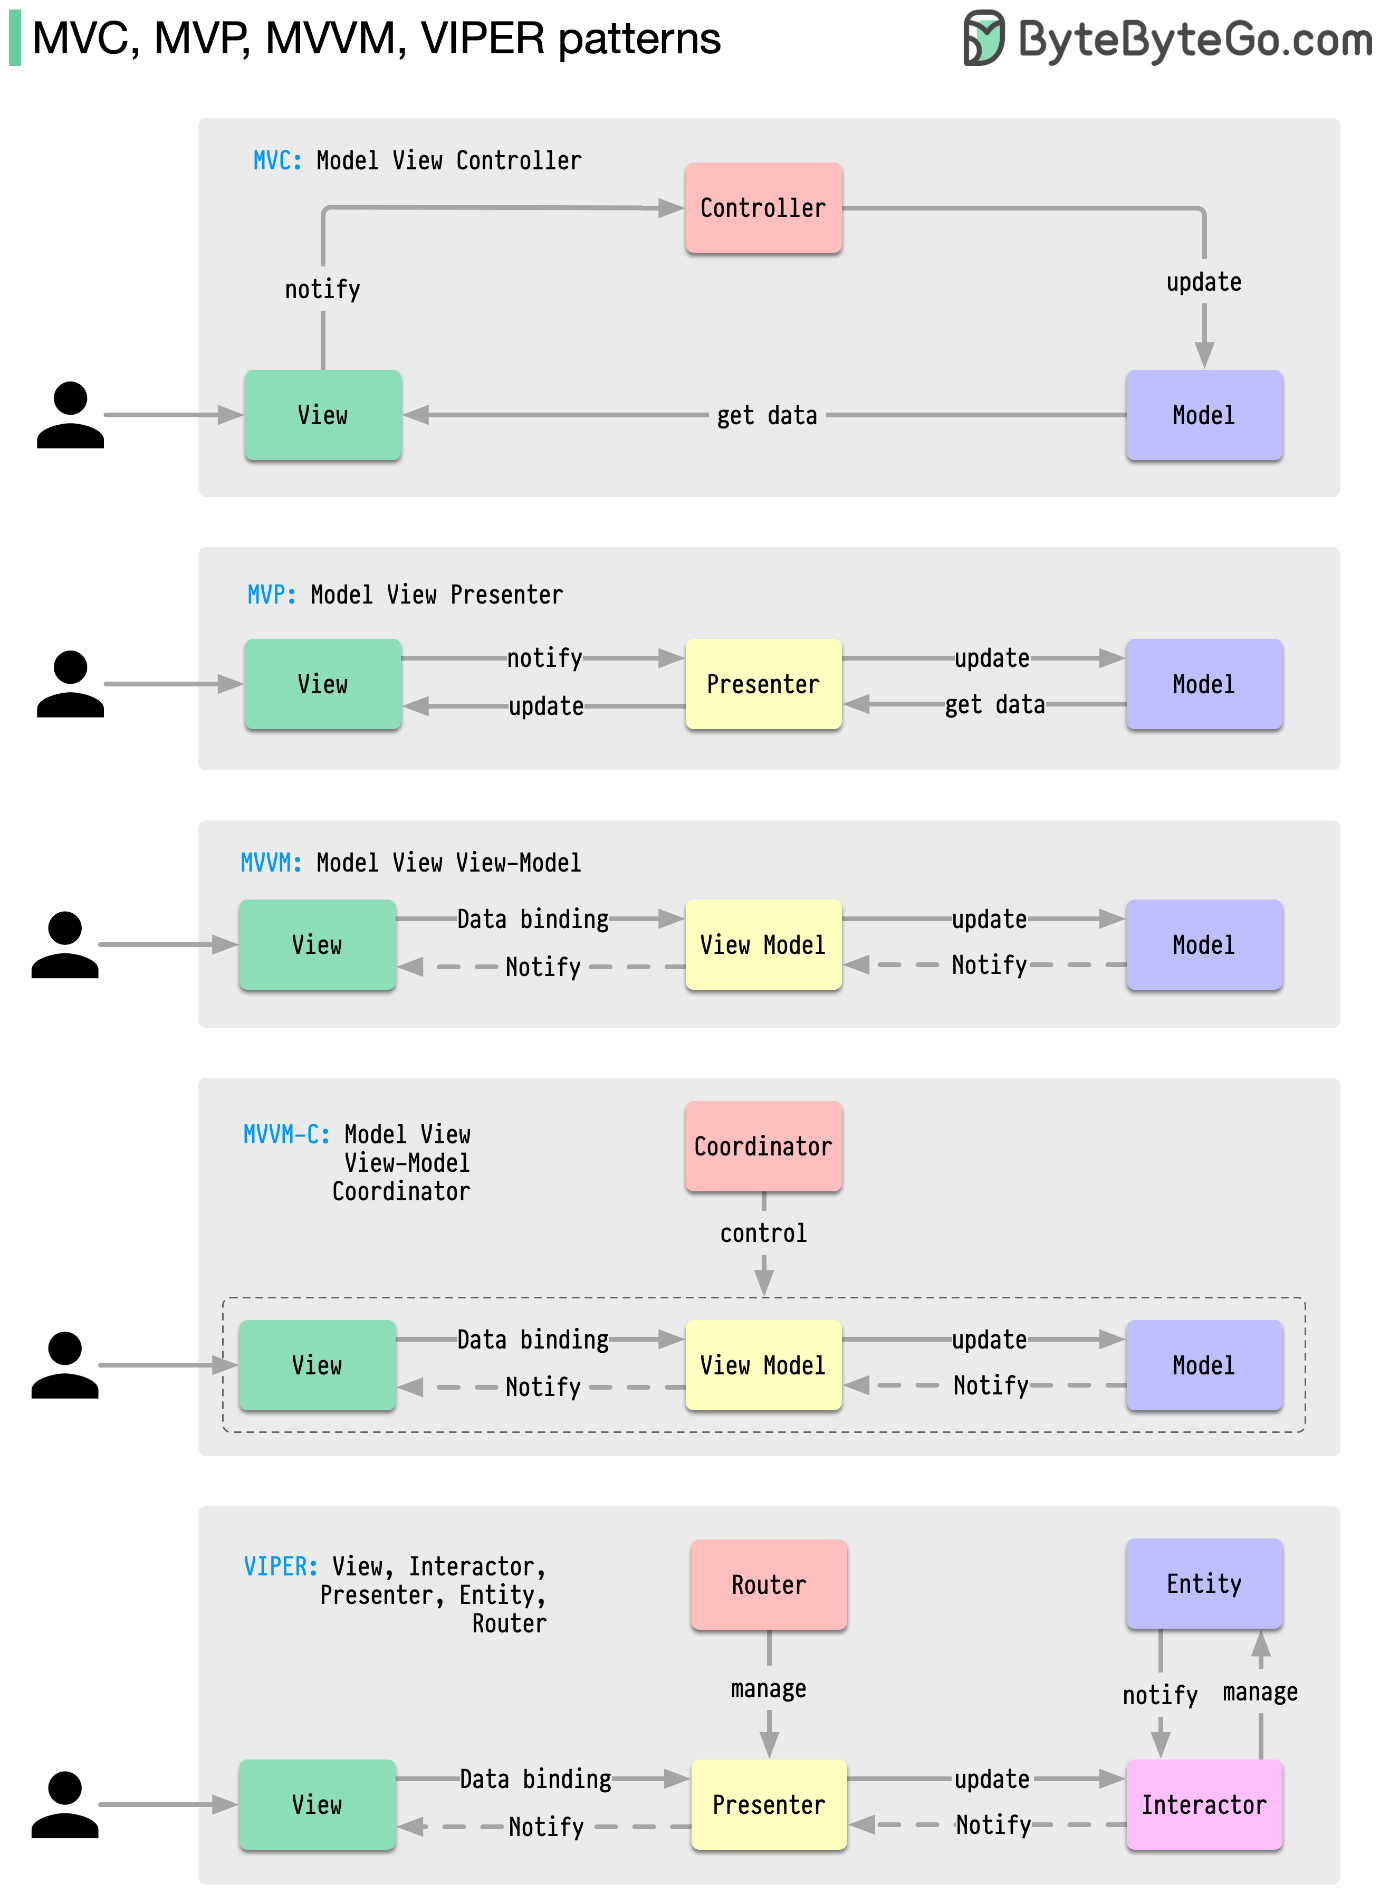 MVC, MVP, MVVM, VIPER patterns
ByteByteGo.com
MVC: Model View Controller
Controller
notify
update
View
get data
Model
MVP: Model View Presenter
View
notify
update
Presenter
update
get data
Model
MVVM: Model View View-Model
View
Data binding
Notify
View Model
update
Notify
Model
MVVM-C: Model View
View-Model
Coordinator
Coordinator
control
View
Data binding
Notify
View Model
update
Notify
Model
VIPER: View, Interactor,
Presenter, Entity,
Router
Router
Entity
manage
notify
manage
View
Data binding
Notify
Presenter
update
Notify
Interactor